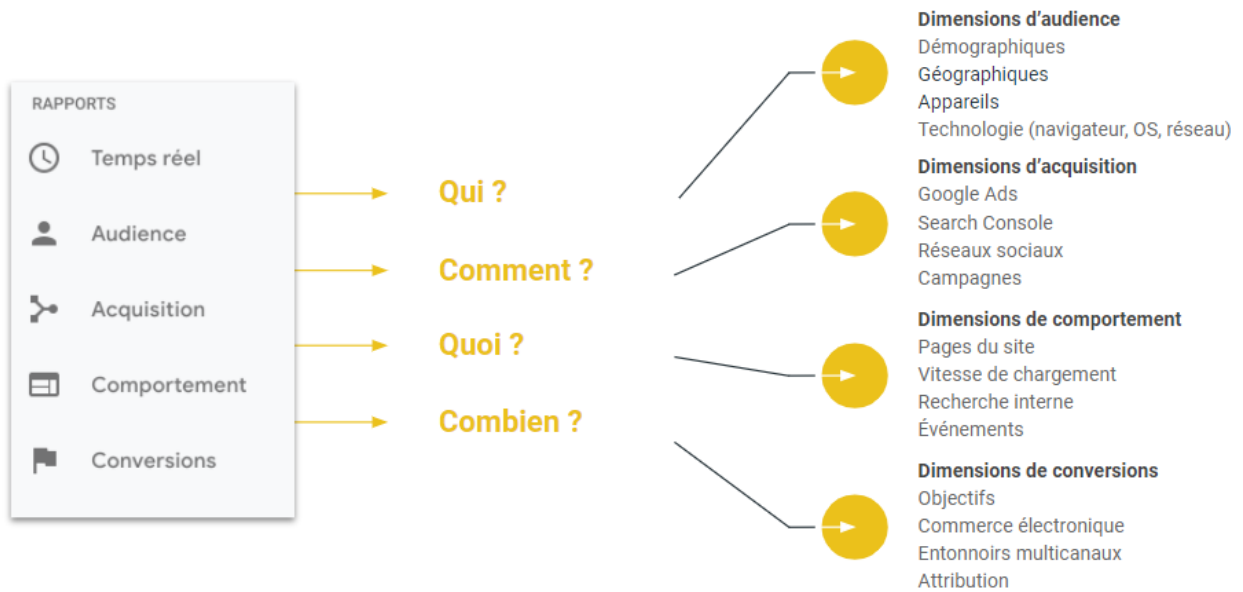 RAPPORTS
Temps réel
Audience
Acquisition
Comportement
Conversions
Qui ?
Comment ?
Quoi ?
Combien ?
Dimensions d’audience
Démographiques
Géographiques
Appareils
Technologie (navigateur, OS, réseau)
Dimensions d’acquisition
Google Ads
Search Console
Réseaux sociaux
Campagnes
Dimensions de comportement
Pages du site
Vitesse de chargement
Recherche interne
Événements
Dimensions de conversions
Objectifs
Commerce électronique
Entonnoirs multicanaux
Attribution